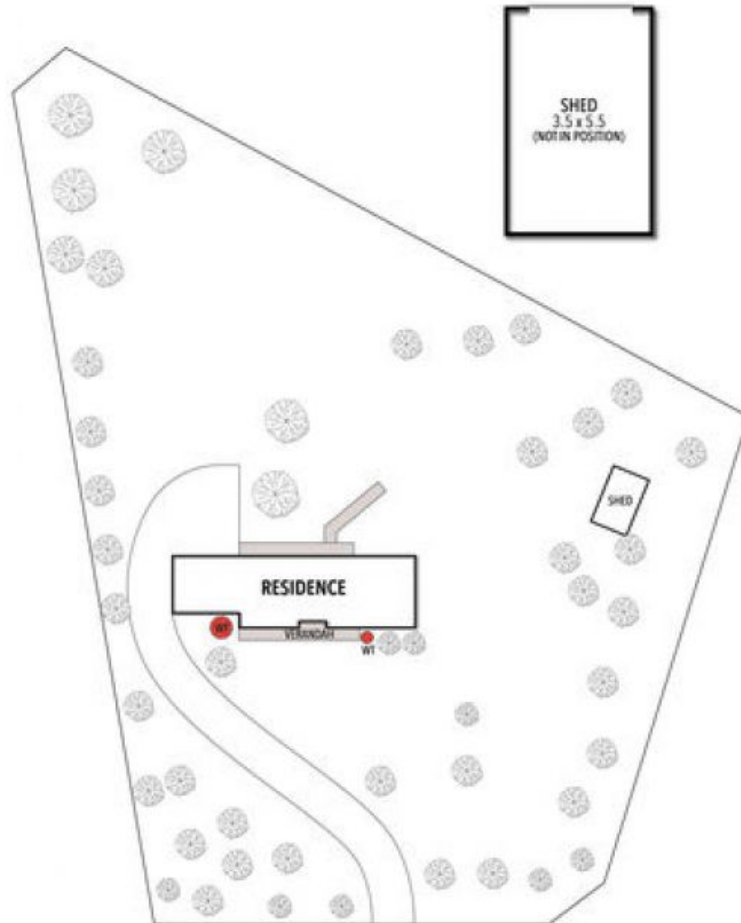 SHED
3.5 x 5.5
(NOT IN POSITION)
SHED
RESIDENCE
WT
VERANDAH
WT